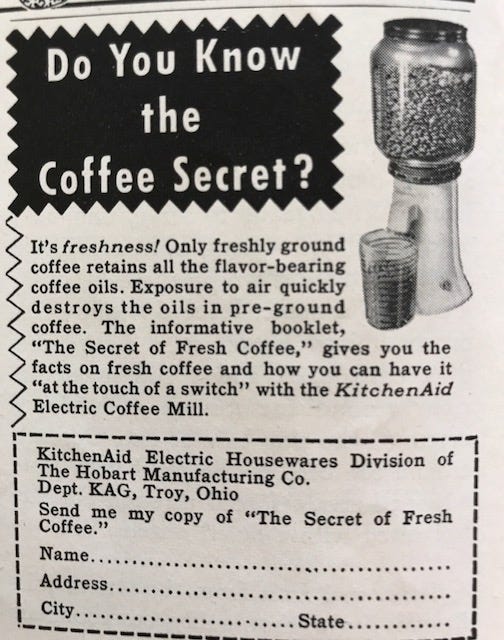 Do You Know
the
Coffee Secret?
It's freshness! Only freshly ground
coffee retains all the flavor-bearing
coffee oils. Exposure to air quickly
destroys the oils in pre-ground
coffee. The informative booklet,
"The Secret of Fresh Coffee," gives you the
facts on fresh coffee and how you can have it
"at the touch of a switch" with the KitchenAid
Electric Coffee Mill.
KitchenAid Electric Housewares Division of
The Hobart Manufacturing Co.
Dept. KAG, Troy, Ohio
Send me my copy of "The Secret of Fresh
Coffee."
Name..........................................
Address........................................
City..............................State.............